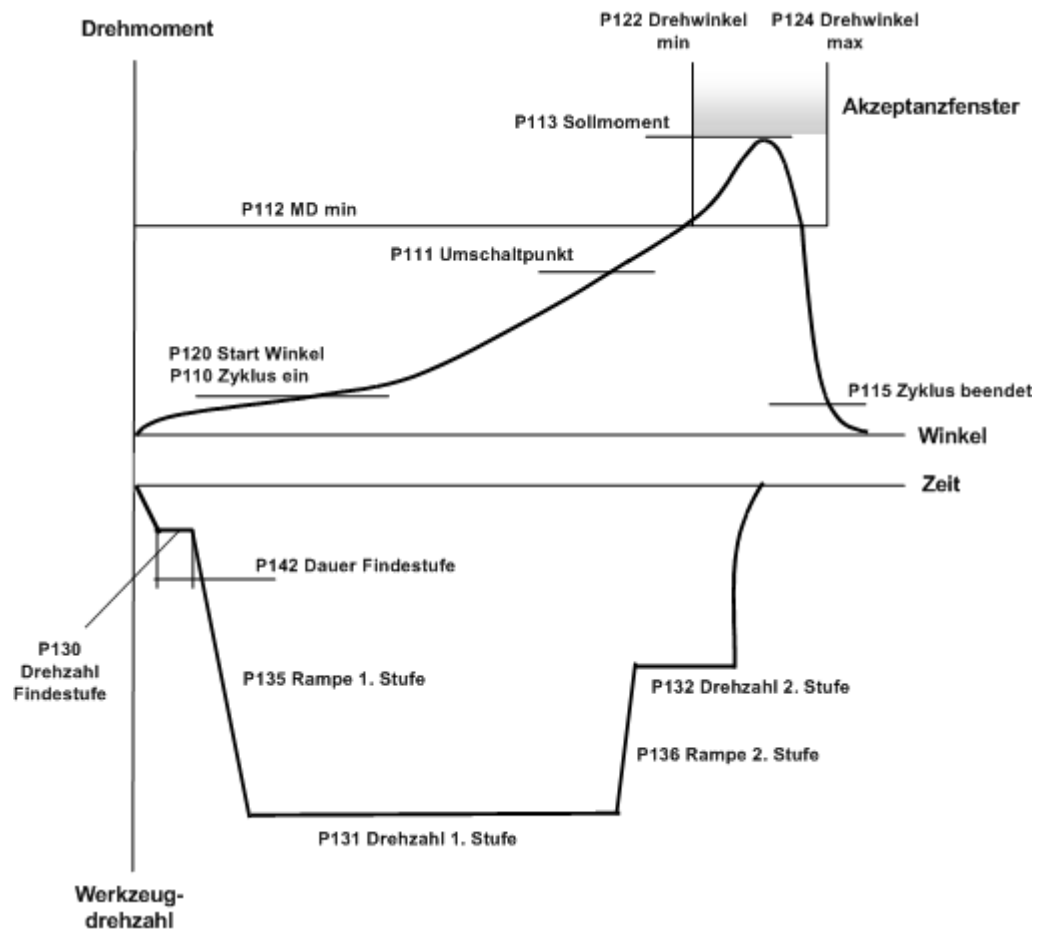 P122 Drehwinkel
min
P124 Drehwinkel
max
Drehmoment
Akzeptanzfenster
P113 Sollmoment
P112 MD min
P111 Umschaltpunkt
P120 Start Winkel
P110 Zyklus ein
P115 Zyklus beendet
Winkel
Zeit
P142 Dauer Findestufe
P130
Drehzahl
Findestufe
P135 Rampe 1. Stufe
P132 Drehzahl 2. Stufe
P136 Rampe 2. Stufe
P131 Drehzahl 1. Stufe
Werkzeug-
drehzahl